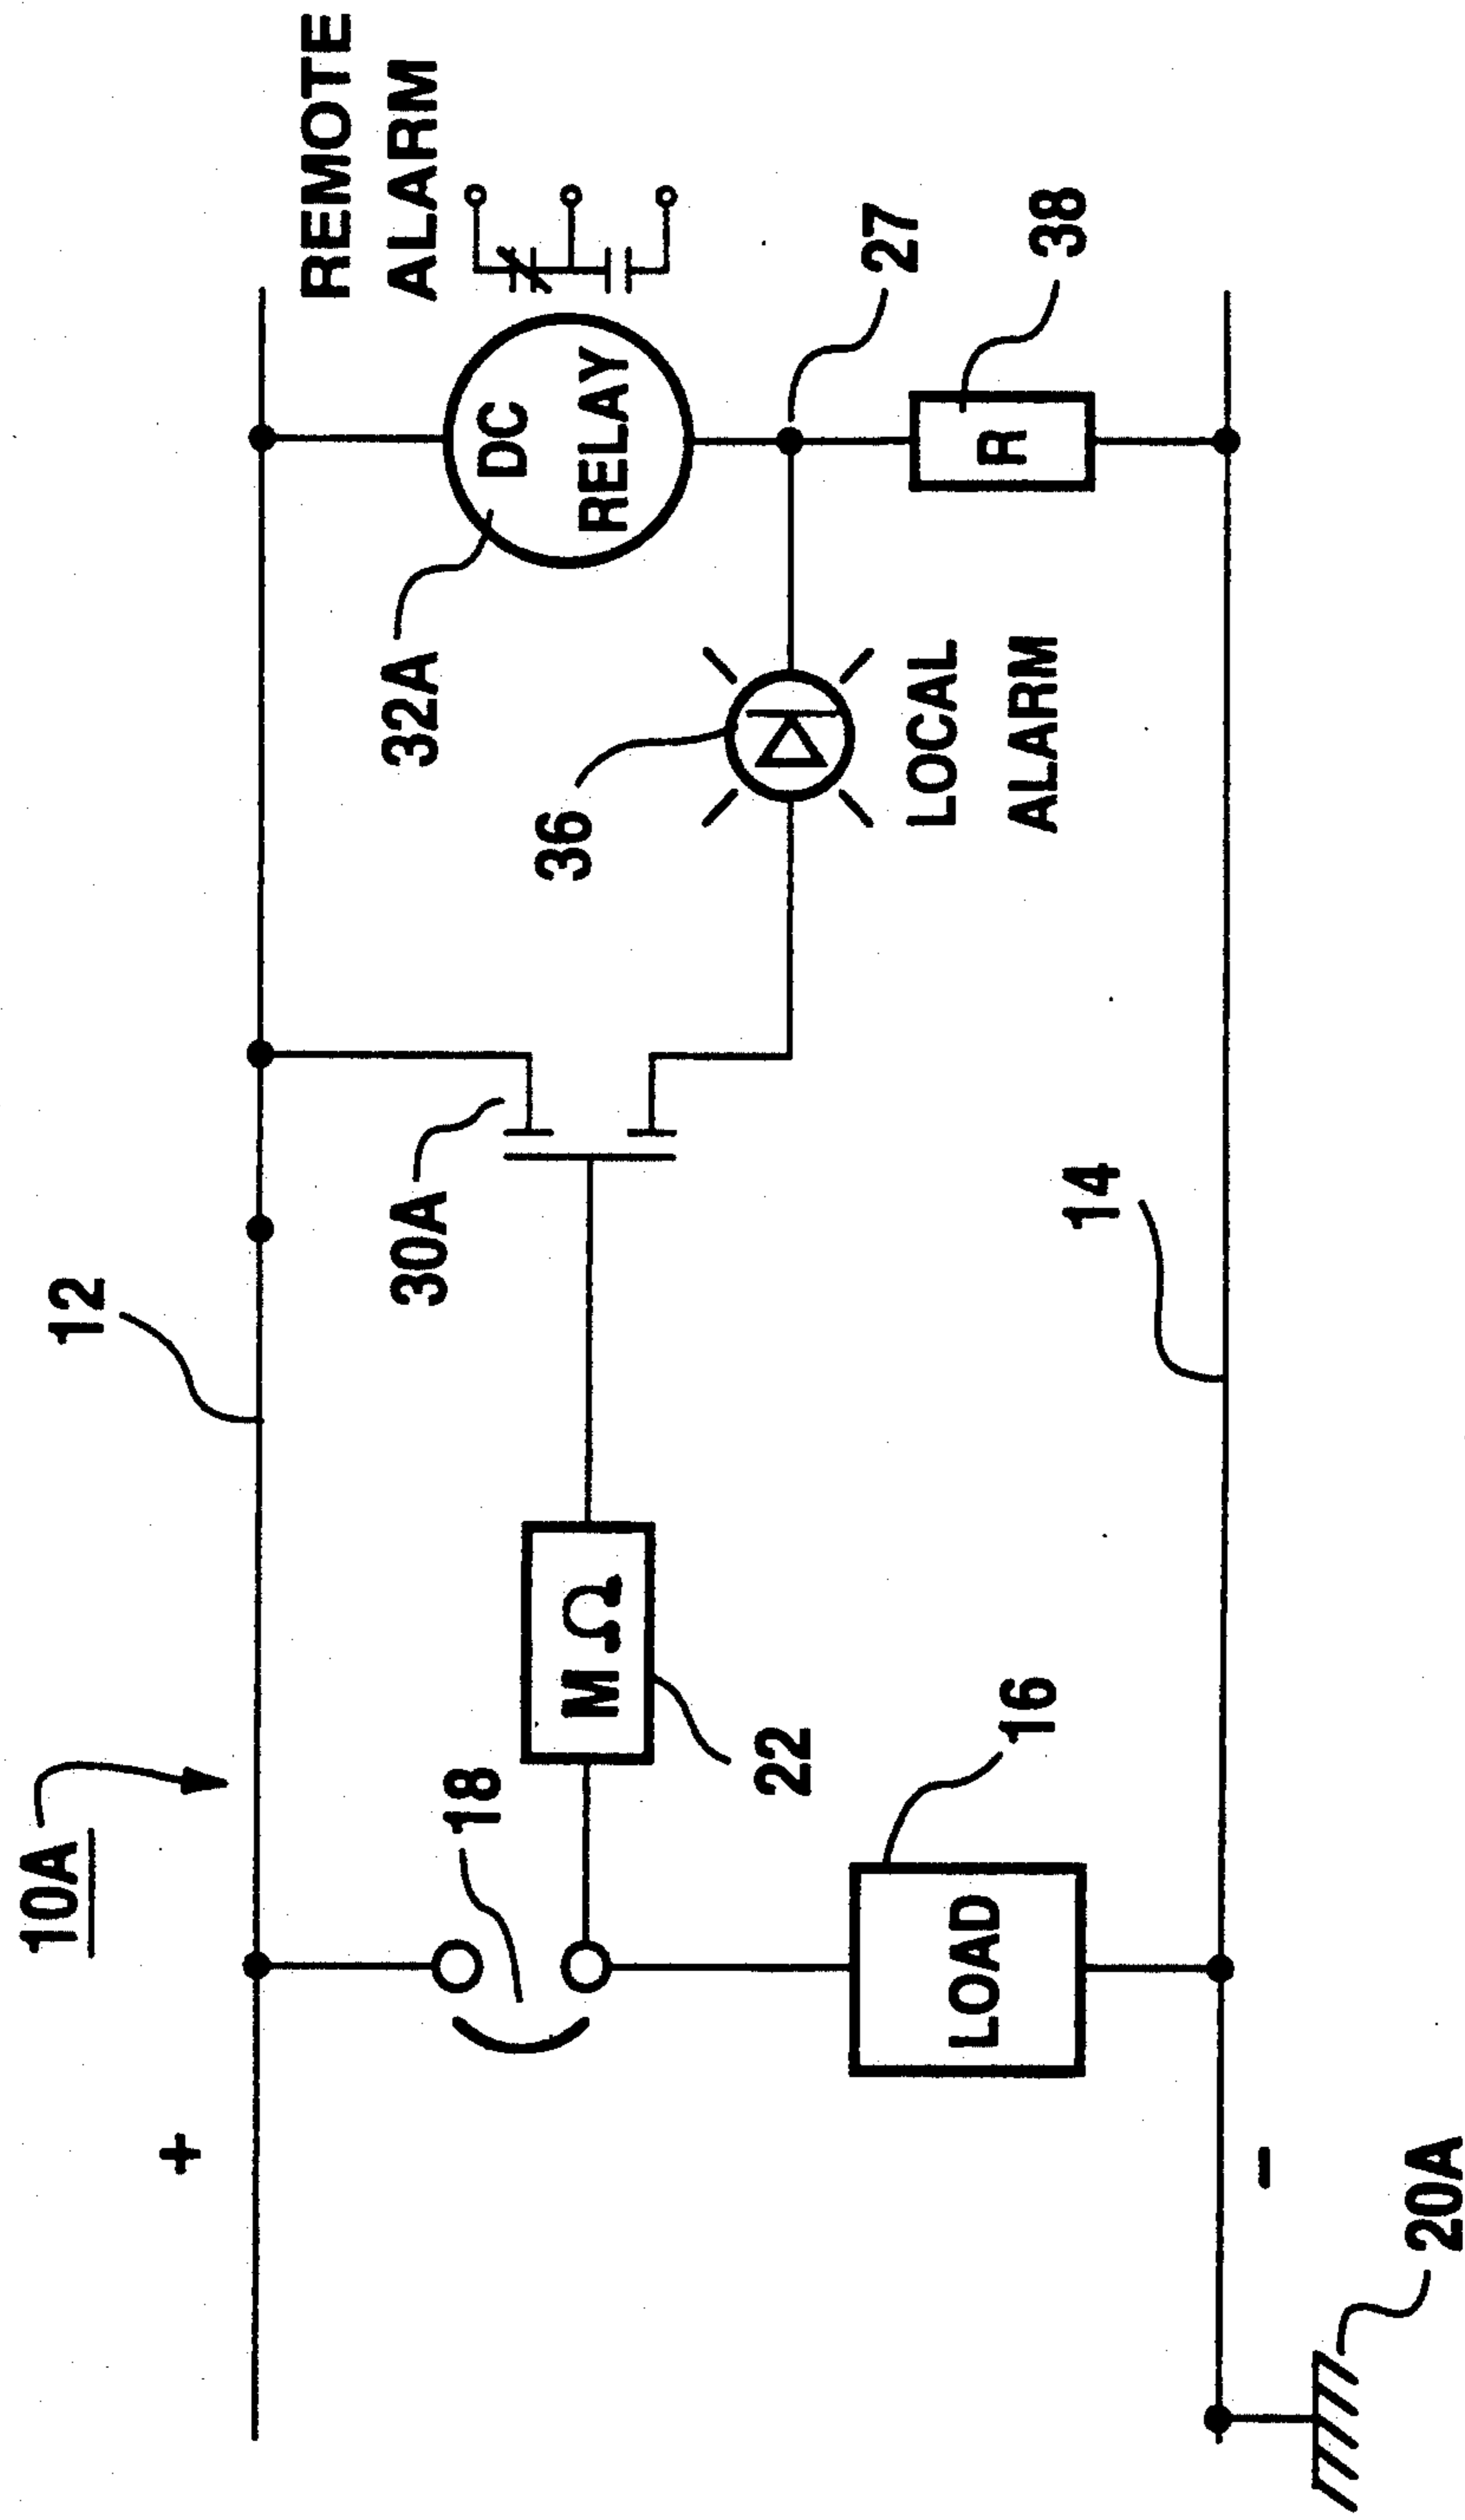 10A
12
+
REMOTE
ALARM
32A
30A
DC
RELAY
18
MΩ
36
27
22
LOCAL
ALARM
R
38
LOAD
16
14
-
20A